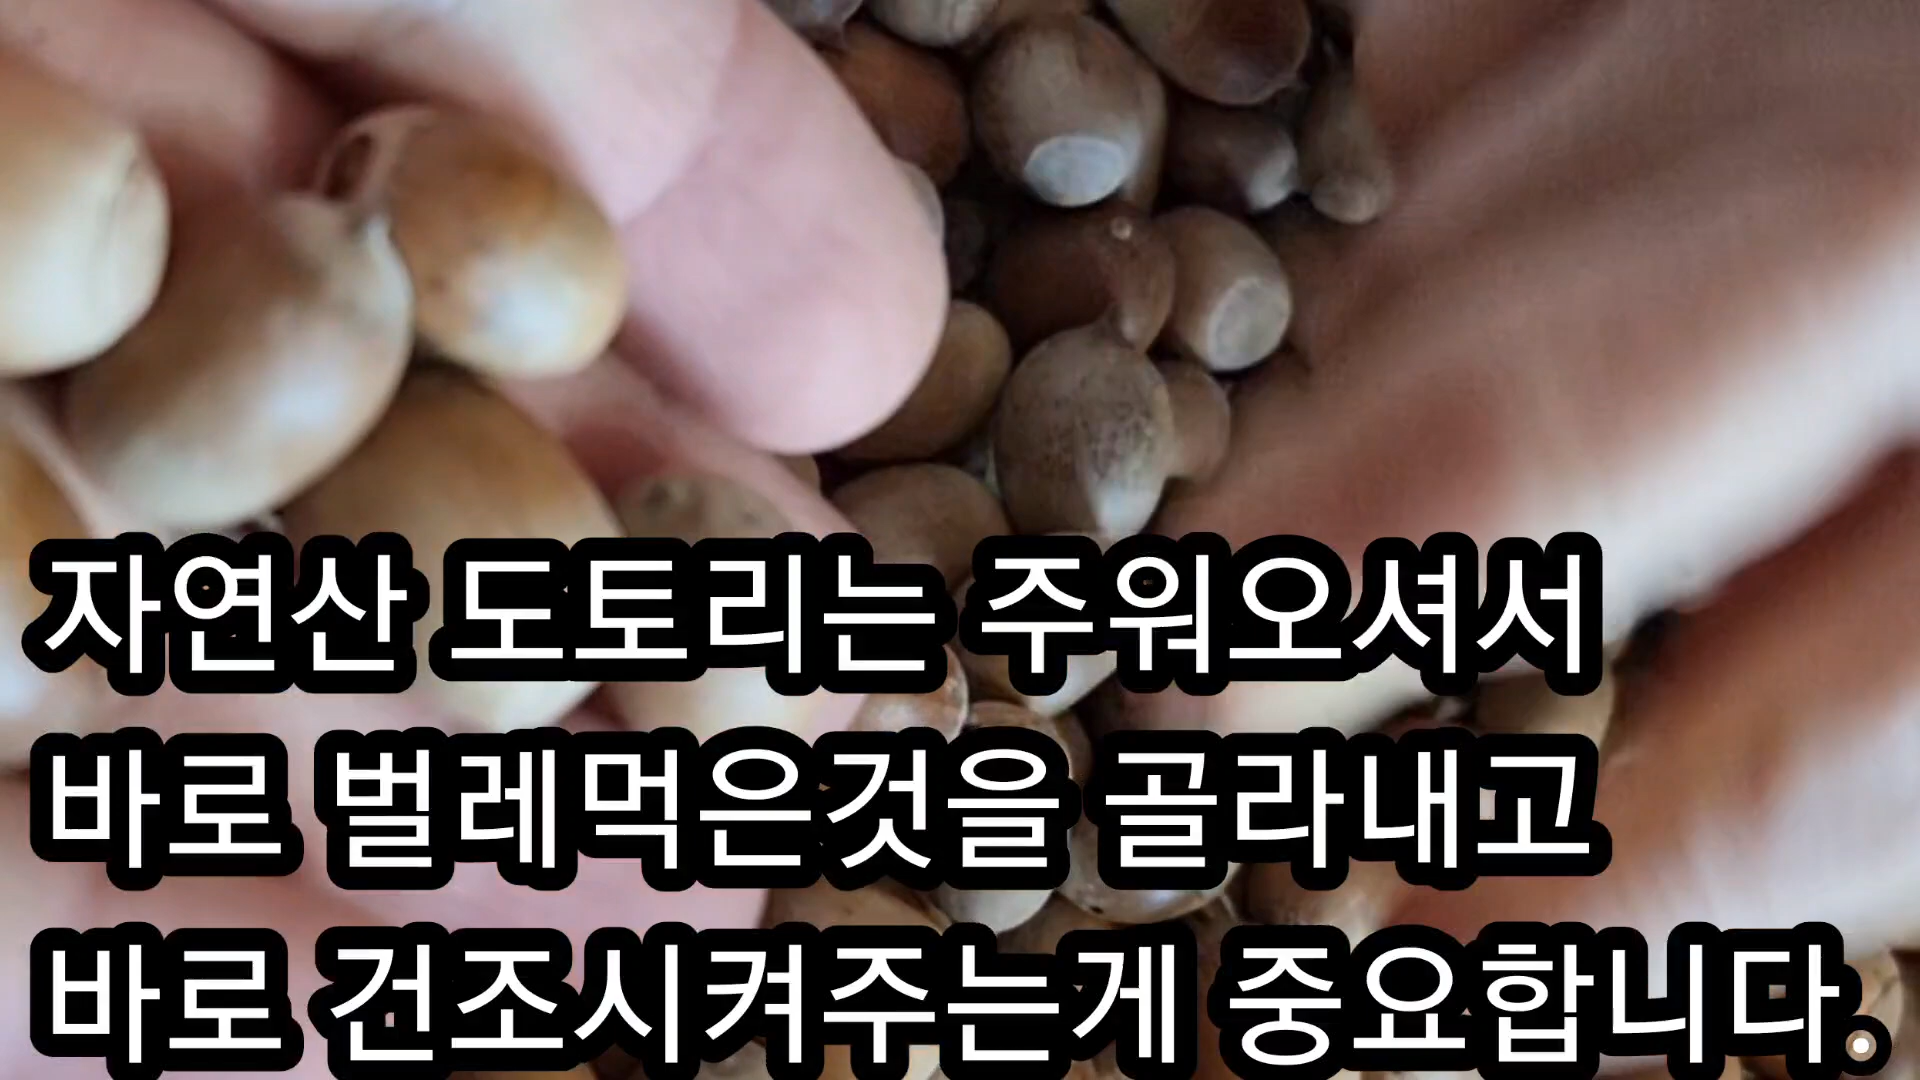 자연산 도토리는 주워오셔서
바로 벌레먹은것을 골라내고
바로 건조시켜주는게 중요합니다.